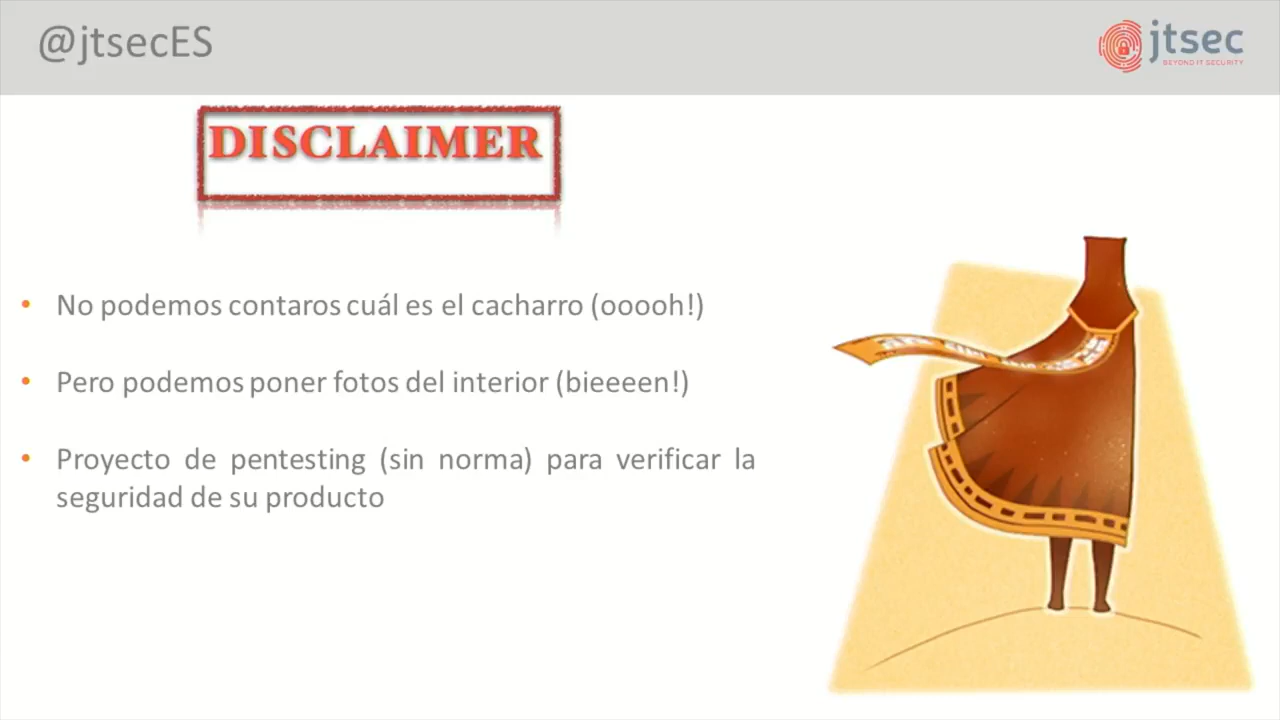 @jtsecES
jtsec
BEYOND IT SECURITY
DISCLAIMER
• No podemos contaros cuál es el cacharro (ooooh!)
• Pero podemos poner fotos del interior (bieeeen!)
• Proyecto de pentesting (sin norma) para verificar la
seguridad de su producto